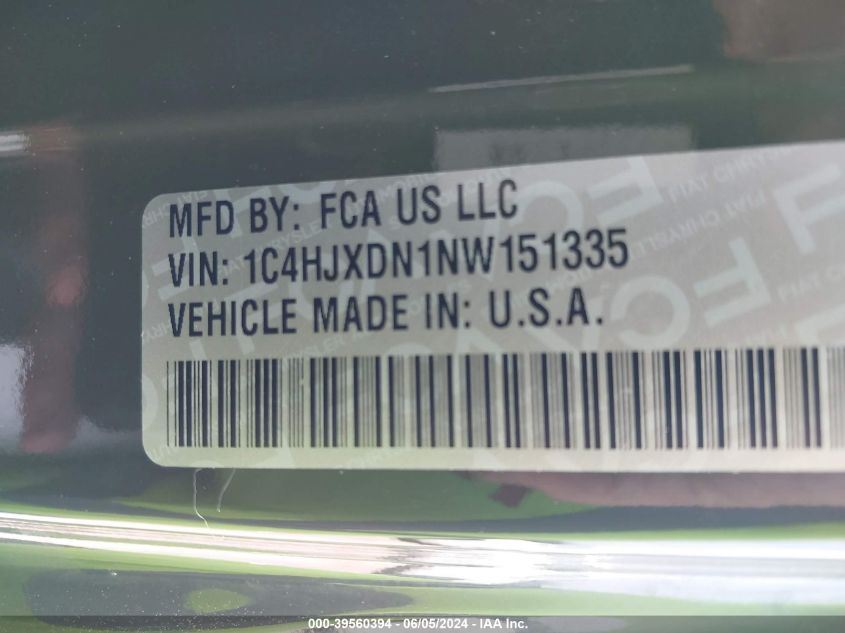 MFD BY: FCA US LLC
VIN: 1C4HJXDN1NW151335
VEHICLE MADE IN: U.S.A.
000-39560394 - 06/05/2024 - IAA Inc.